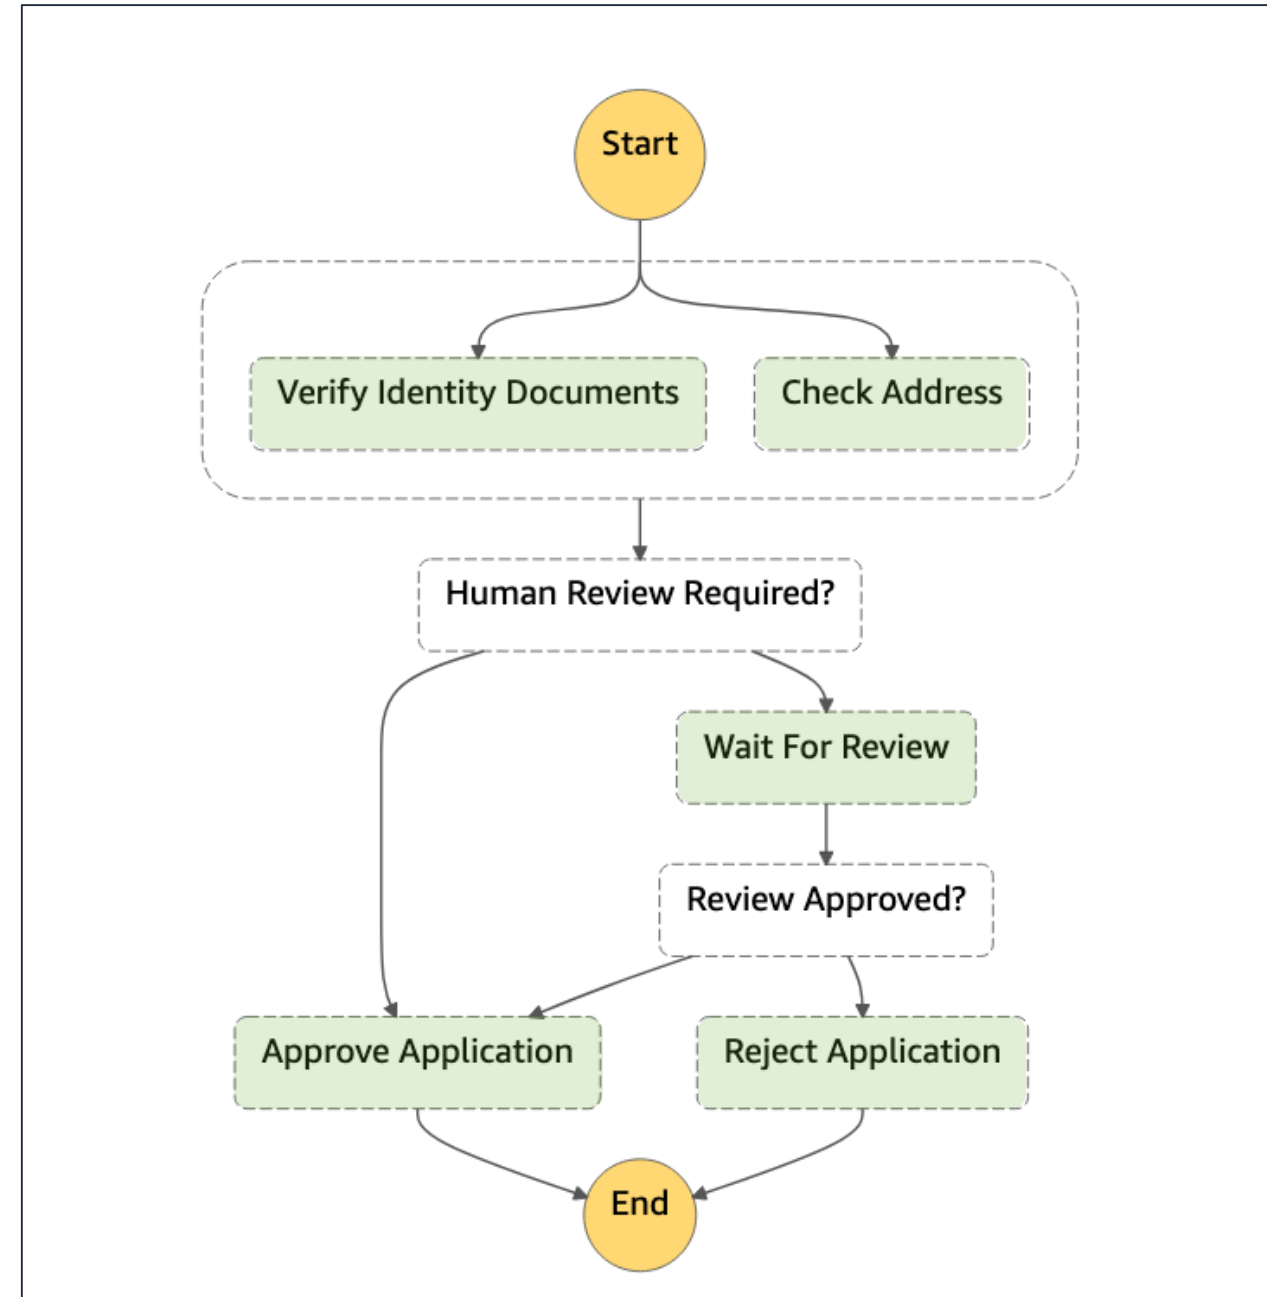 Start
Verify Identity Documents
Check Address
Human Review Required?
Wait For Review
Review Approved?
Approve Application
Reject Application
End